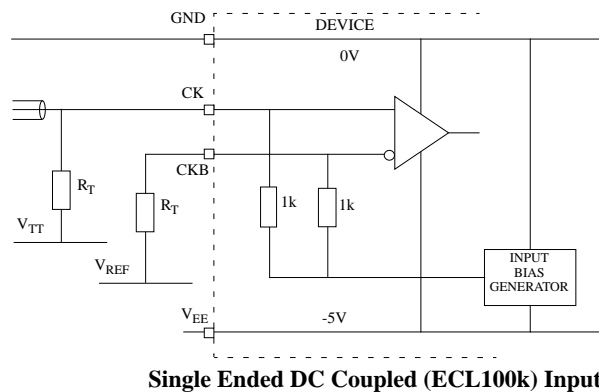 GND
DEVICE
0V
CK
CKB
R_T
R_T
1k
1k
V_TT
V_REF
INPUT
BIAS
GENERATOR
V_EE
-5V
Single Ended DC Coupled (ECL100k) Input